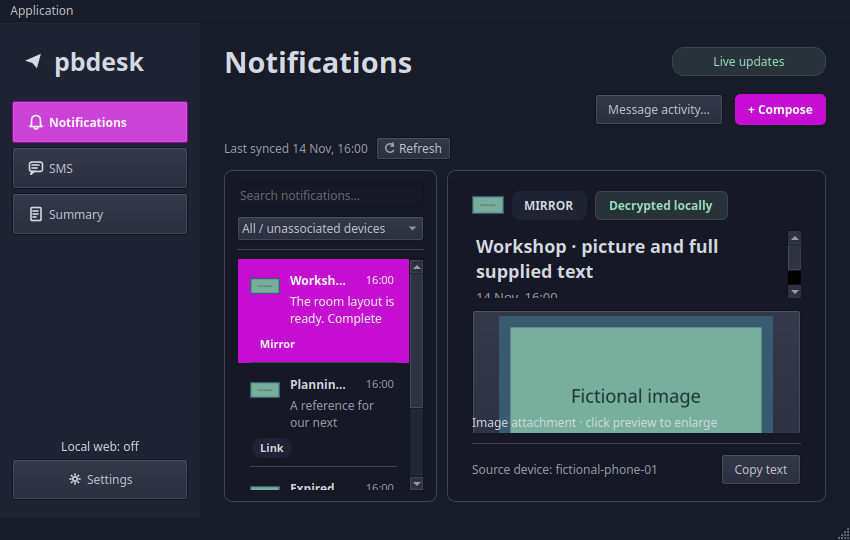 Application
pbdesk
Notifications
SMS
Summary
Local web: off
Settings
Notifications
Live updates
Message activity...
+ Compose
Last synced 14 Nov, 16:00
Refresh
Search notifications...
All / unassociated devices
Worksh... 16:00
The room layout is
ready. Complete
Mirror
Plannin... 16:00
A reference for
our next
Link
Expired 16:00
MIRROR
Decrypted locally
Workshop · picture and full
supplied text
14 Nov, 16:00
Fictional image
Image attachment · click preview to enlarge
Source device: fictional-phone-01
Copy text